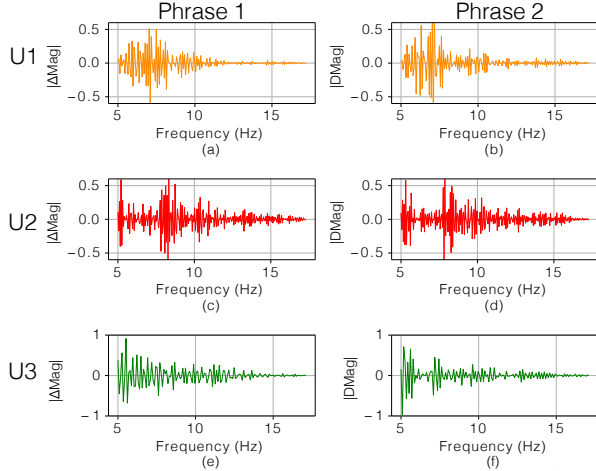 Phrase 1 Phrase 2
U1
|ΔMag|
0.5
0.0
−0.5
5 10 15
Frequency (Hz)
(a)
|DMag|
0.5
0.0
−0.5
5 10 15
Frequency (Hz)
(b)
U2
|ΔMag|
0.5
0.0
−0.5
5 10 15
Frequency (Hz)
(c)
|DMag|
0.5
0.0
−0.5
5 10 15
Frequency (Hz)
(d)
U3
|ΔMag|
1
0
−1
5 10 15
Frequency (Hz)
(e)
|DMag|
1
0
−1
5 10 15
Frequency (Hz)
(f)